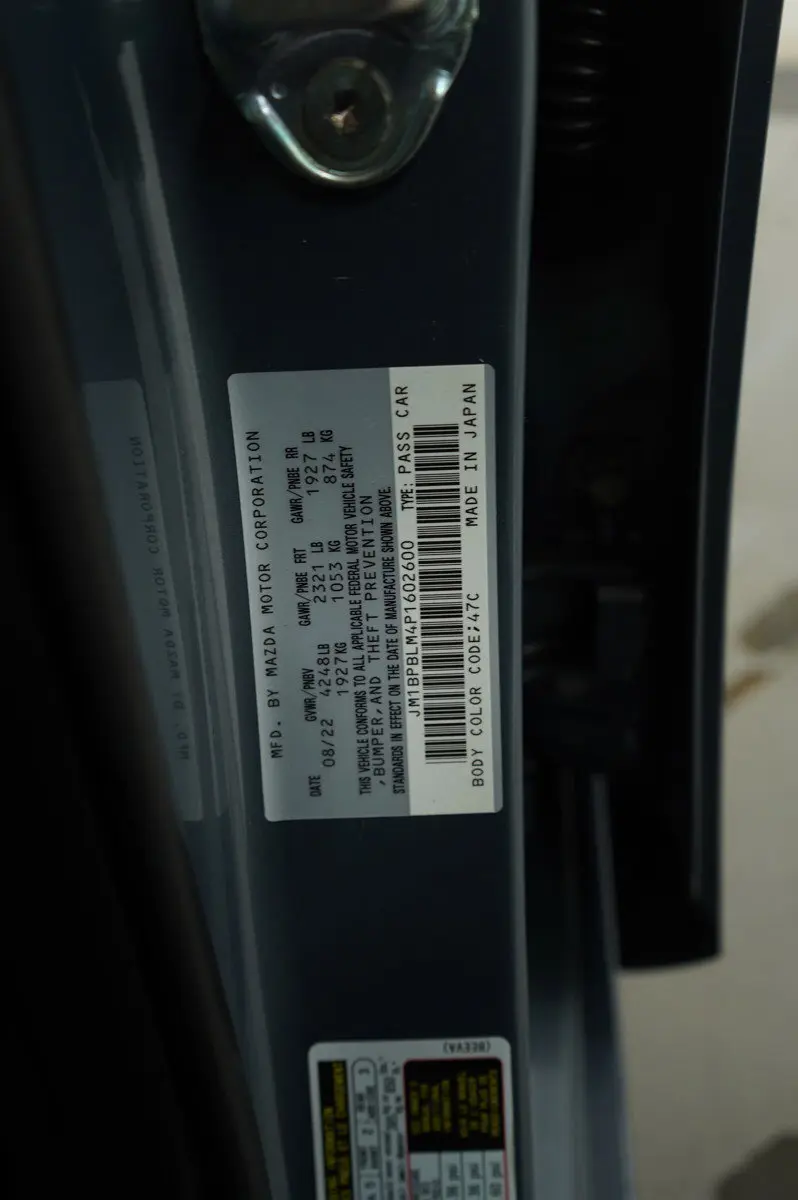 MFD. BY MAZDA MOTOR CORPORATION
DATE GVWR/PNBV GAWR/PNBE FRT GAWR/PNBE RR
08/22 4248LB 2321 LB 1927 LB
1927KG 1053 KG 874 KG
THIS VEHICLE CONFORMS TO ALL APPLICABLE FEDERAL MOTOR VEHICLE SAFETY
,BUMPER,AND THEFT PREVENTION
STANDARDS IN EFFECT ON THE DATE OF MANUFACTURE SHOWN ABOVE.
JM1BPBLM4P1602600 TYPE: PASS CAR
BODY COLOR CODE;47C MADE IN JAPAN
(BEEVA)